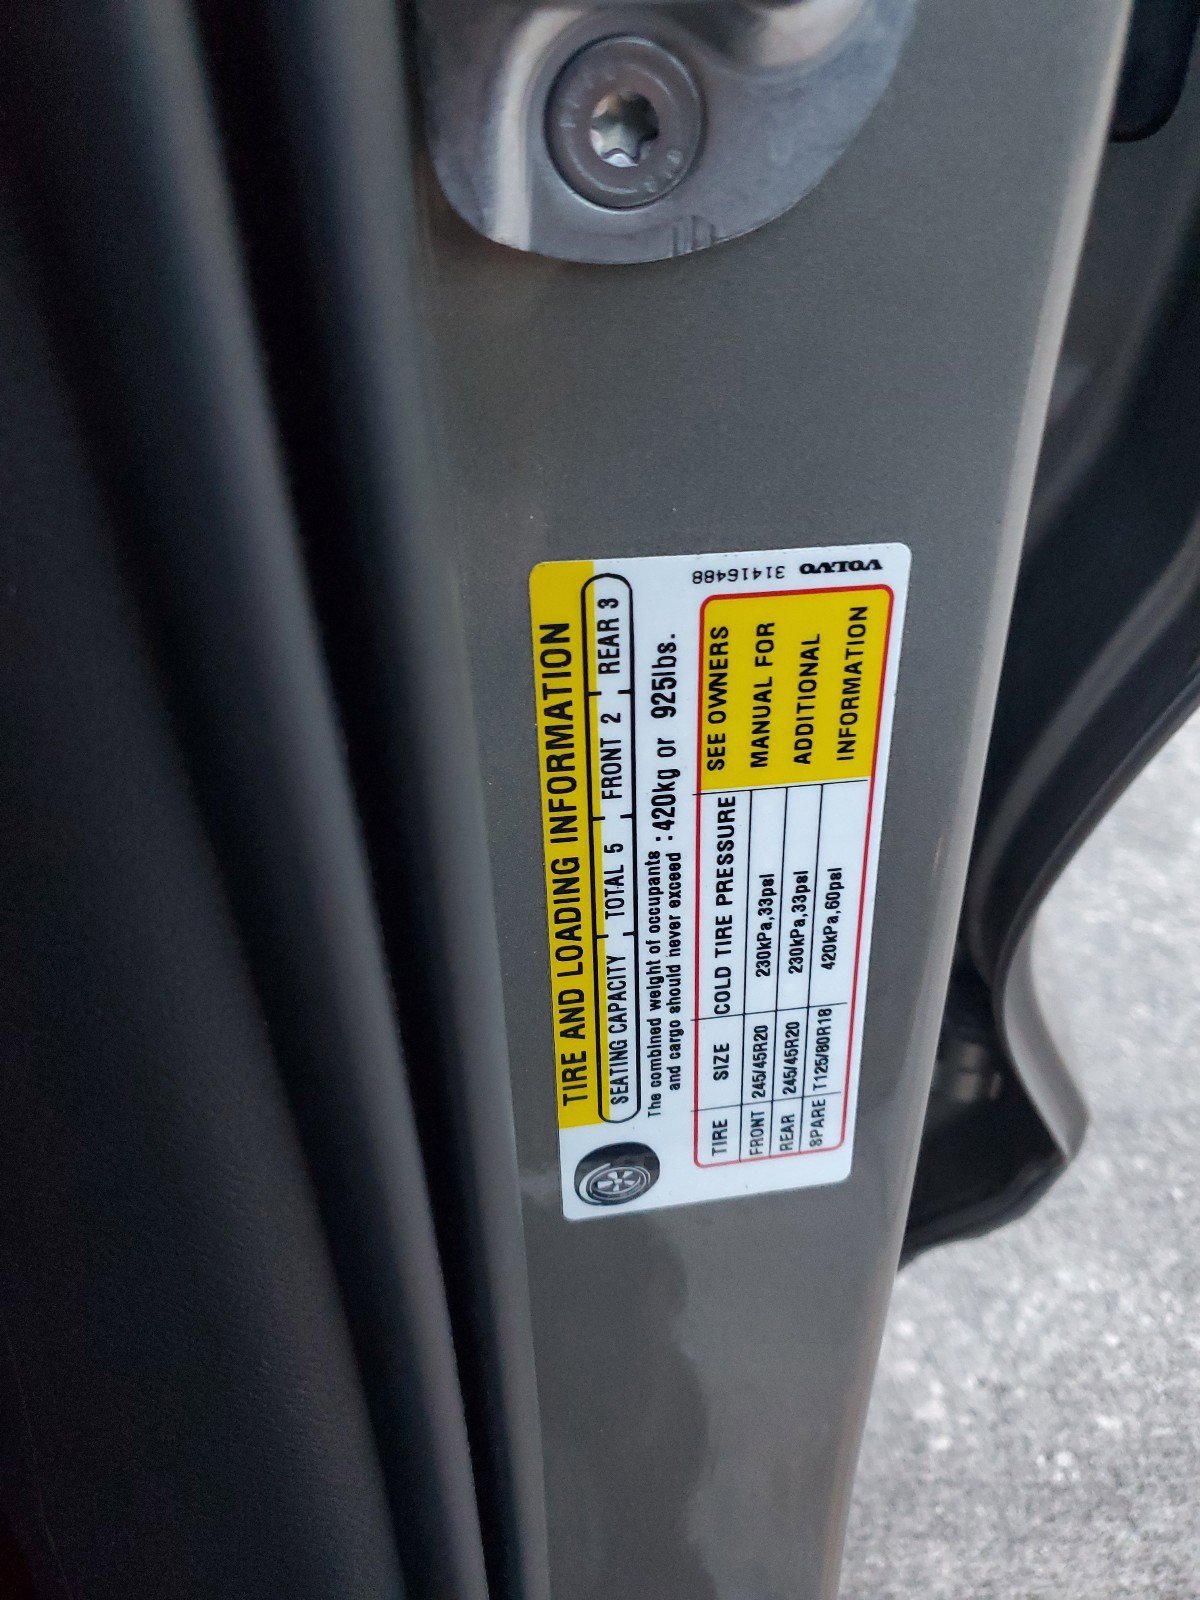 TIRE AND LOADING INFORMATION
SEATING CAPACITY TOTAL 5 FRONT 2 REAR 3
The combined weight of occupants
and cargo should never exceed : 420kg or 925lbs.
TIRE SIZE COLD TIRE PRESSURE
FRONT 245/45R20 230kPa,33psi
REAR 245/45R20 230kPa,33psi
SPARE T125/80R18 420kPa,60psi
SEE OWNERS
MANUAL FOR
ADDITIONAL
INFORMATION
VOLVO 31416488